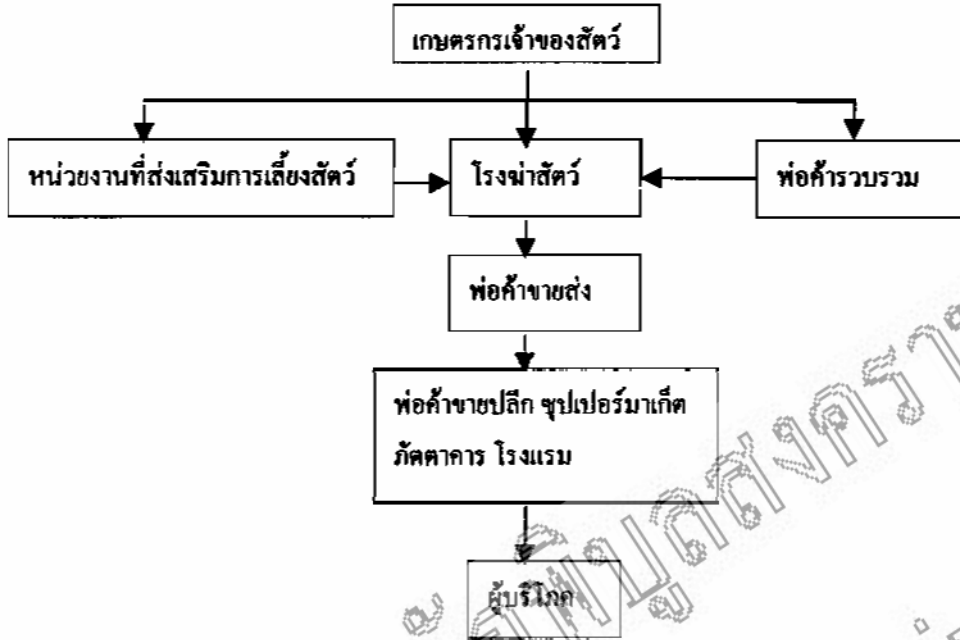 เกษตรกรเจ้าของสัตว์
หน่วยงานที่ส่งเสริมการเลี้ยงสัตว์
โรงฆ่าสัตว์
พ่อค้ารวบรวม
พ่อค้าขายส่ง
พ่อค้าขายปลีก ซุปเปอร์มาเก็ต
ภัตตาคาร โรงแรม
ผู้บริโภค